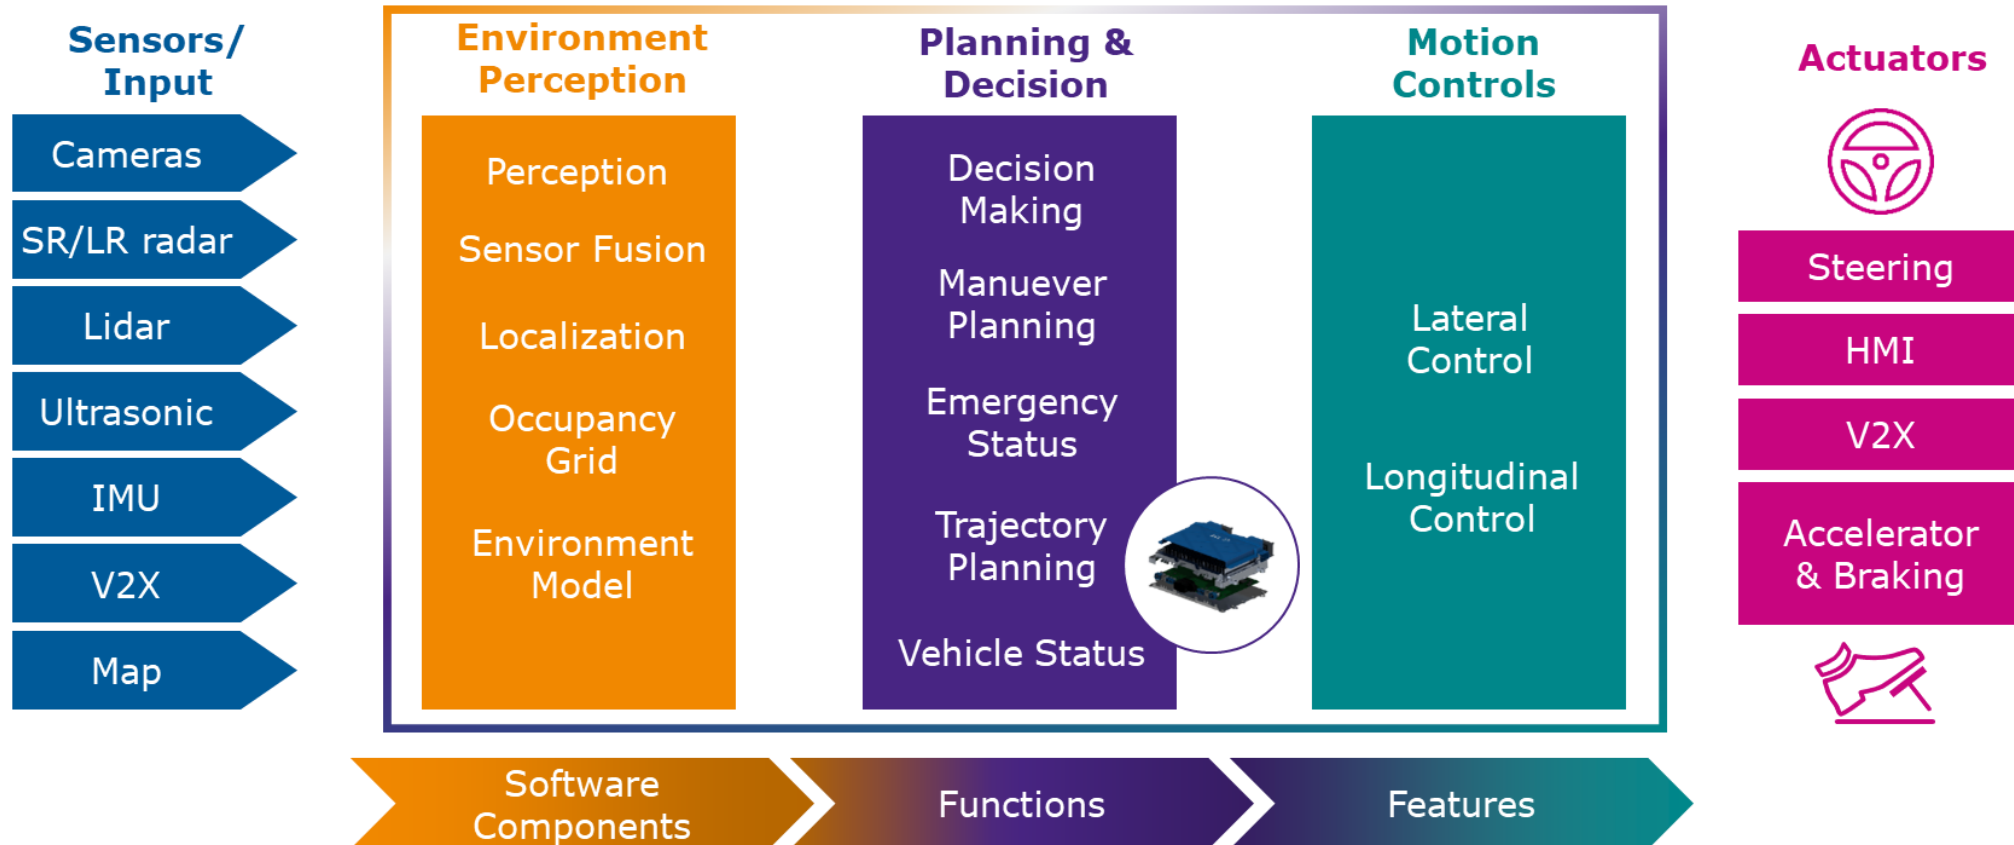 Sensors/
Input
Cameras
SR/LR radar
Lidar
Ultrasonic
IMU
V2X
Map
Environment
Perception
Perception
Sensor Fusion
Localization
Occupancy
Grid
Environment
Model
Planning &
Decision
Decision
Making
Manuever
Planning
Emergency
Status
Trajectory
Planning
Vehicle Status
Motion
Controls
Lateral
Control
Longitudinal
Control
Actuators
Steering
HMI
V2X
Accelerator
& Braking
Software
Components
Functions
Features